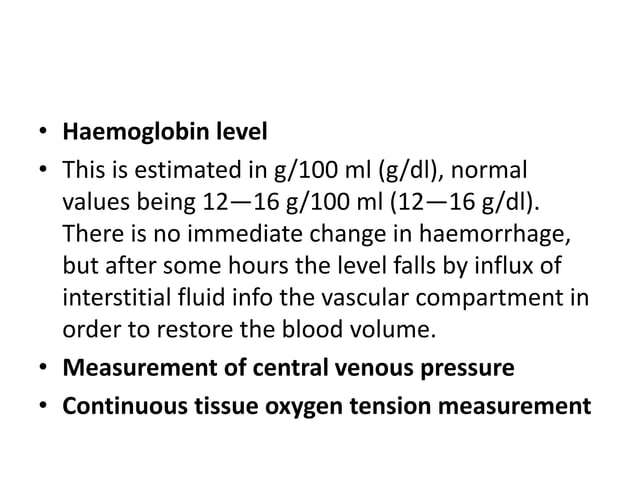 • Haemoglobin level
• This is estimated in g/100 ml (g/dl), normal
values being 12—16 g/100 ml (12—16 g/dl).
There is no immediate change in haemorrhage,
but after some hours the level falls by influx of
interstitial fluid info the vascular compartment in
order to restore the blood volume.
• Measurement of central venous pressure
• Continuous tissue oxygen tension measurement